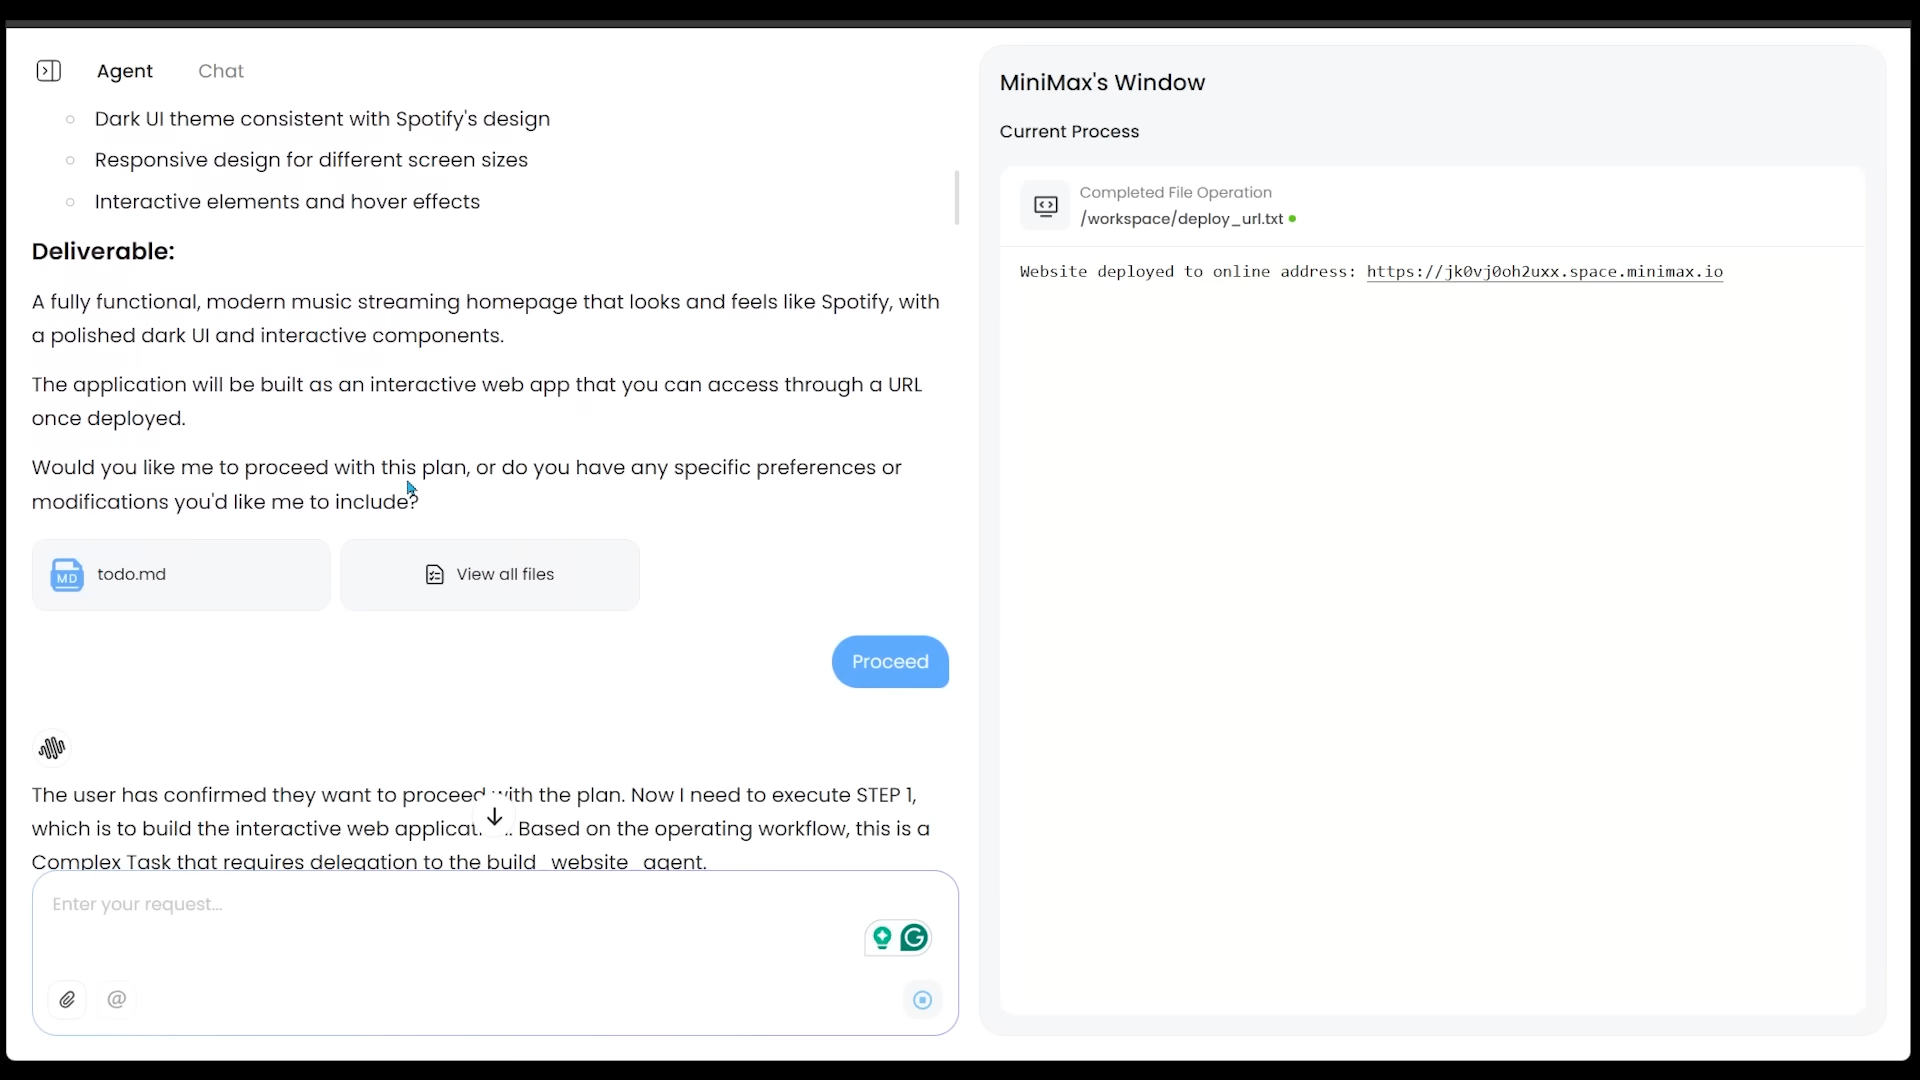 Agent
Chat
Dark UI theme consistent with Spotify's design
Responsive design for different screen sizes
Interactive elements and hover effects
Deliverable:
A fully functional, modern music streaming homepage that looks and feels like Spotify, with
a polished dark UI and interactive components.
The application will be built as an interactive web app that you can access through a URL
once deployed.
Would you like me to proceed with this plan, or do you have any specific preferences or
modifications you'd like me to include?
MD
todo.md
View all files
Proceed
The user has confirmed they want to proceed with the plan. Now I need to execute STEP 1,
which is to build the interactive web applicat... Based on the operating workflow, this is a
Complex Task that requires delegation to the build_website_agent.
Enter your request...
@
MiniMax's Window
Current Process
Completed File Operation
/workspace/deploy_url.txt
Website deployed to online address: https://jk0vj0oh2uxx.space.minimax.io